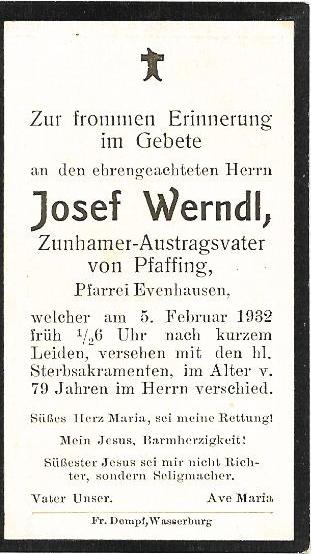 Zur frommen Erinnerung
im Gebete
an den ehrengeachteten Herrn
Josef Werndl,
Zunhamer-Austragsvater
von Pfaffing,
Pfarrei Evenhausen,
welcher am 5. Februar 1932
früh 1/26 Uhr nach kurzem
Leiden, versehen mit den hl.
Sterbsakramenten, im Alter v.
79 Jahren im Herrn verschied.
Süßes Herz Maria, sei meine Rettung!
Mein Jesus, Barmherzigkeit!
Süßester Jesus sei mir nicht Rich-
ter, sondern Seligmacher.
Vater Unser. Ave Maria
Fr. Dempf, Wasserburg